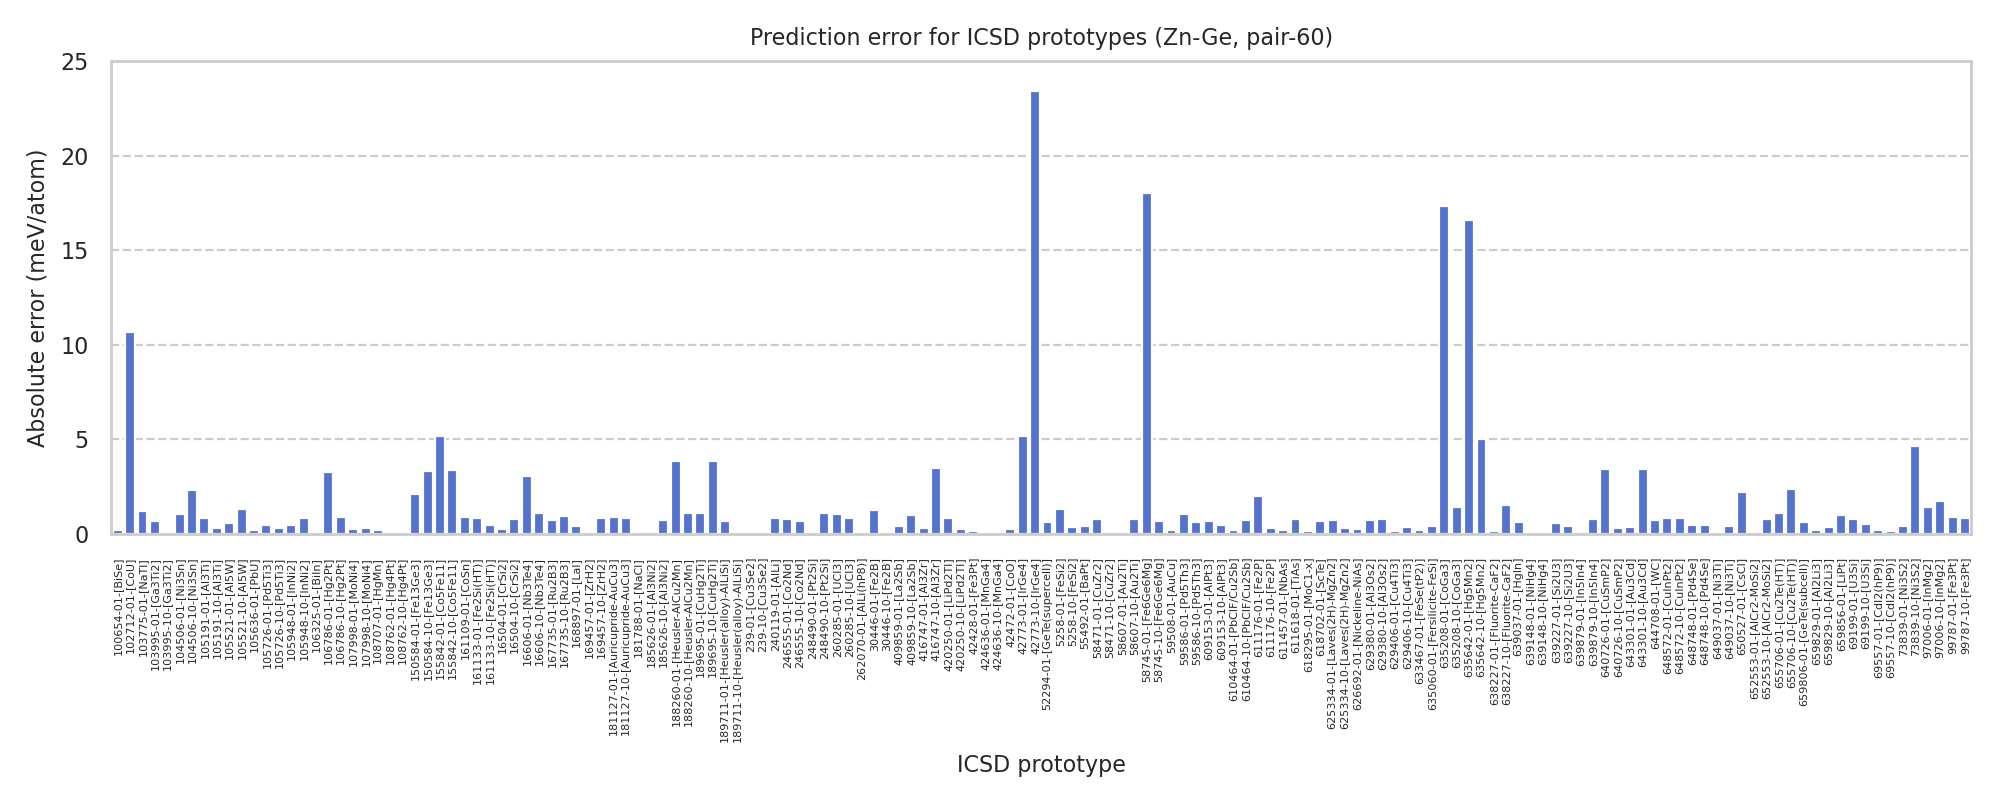 Prediction error for ICSD prototypes (Zn-Ge, pair-60)
Absolute error (meV/atom)
25
20
15
10
5
0
100654-01-[BiSe]
102712-01-[CoU]
103775-01-[NaTl]
103995-01-[Ga3Ti2]
103995-10-[Ga3Ti2]
104506-01-[Ni3Sn]
104506-10-[Ni3Sn]
105191-01-[Al3Ti]
105191-10-[Al3Ti]
105521-01-[Al5W]
105521-10-[Al5W]
105636-01-[PbU]
105726-01-[Pd5Ti3]
105726-10-[Pd5Ti3]
105948-01-[InNi2]
105948-10-[InNi2]
106325-01-[BiIn]
106786-01-[Hg2Pt]
106786-10-[Hg2Pt]
107998-01-[MoNi4]
107998-10-[MoNi4]
108707-01-[HgMn]
108762-01-[Hg4Pt]
108762-10-[Hg4Pt]
150584-01-[Fe13Ge3]
150584-10-[Fe13Ge3]
155842-01-[Co5Fe11]
155842-10-[Co5Fe11]
161109-01-[CoSn]
161133-01-[Fe2Si(HT)]
161133-10-[Fe2Si(HT)]
16504-01-[CrSi2]
16504-10-[CrSi2]
16606-01-[Nb3Te4]
16606-10-[Nb3Te4]
167735-01-[Ru2B3]
167735-10-[Ru2B3]
168897-01-[LaI]
169457-01-[ZrH2]
169457-10-[ZrH2]
181127-01-[Auricupride-AuCu3]
181127-10-[Auricupride-AuCu3]
181788-01-[NaCl]
185626-01-[Al3Ni2]
185626-10-[Al3Ni2]
188260-01-[Heusler-AlCu2Mn]
188260-10-[Heusler-AlCu2Mn]
189695-01-[CuHg2Ti]
189695-10-[CuHg2Ti]
189711-01-[Heusler(alloy)-AlLiSi]
189711-10-[Heusler(alloy)-AlLiSi]
239-01-[Cu3Se2]
239-10-[Cu3Se2]
240119-01-[AlLi]
246555-01-[Co2Nd]
246555-10-[Co2Nd]
248490-01-[Pt2Si]
248490-10-[Pt2Si]
260285-01-[UCl3]
260285-10-[UCl3]
262070-01-[AlLi(hP8)]
30446-01-[Fe2B]
30446-10-[Fe2B]
409859-01-[La2Sb]
409859-10-[La2Sb]
416747-01-[Al3Zr]
416747-10-[Al3Zr]
420250-01-[LiPd2Tl]
420250-10-[LiPd2Tl]
42428-01-[Fe3Pt]
424636-01-[MnGa4]
424636-10-[MnGa4]
42472-01-[CoO]
42773-01-[IrGe4]
42773-10-[IrGe4]
52294-01-[GeTe(supercell)]
5258-01-[FeSi2]
5258-10-[FeSi2]
55492-01-[BaPt]
58471-01-[CuZr2]
58471-10-[CuZr2]
58607-01-[Au2Ti]
58607-10-[Au2Ti]
58745-01-[Fe6Ge6Mg]
58745-10-[Fe6Ge6Mg]
59508-01-[AuCu]
59586-01-[Pd5Th3]
59586-10-[Pd5Th3]
609153-01-[AlPt3]
609153-10-[AlPt3]
610464-01-[PbClF/Cu2Sb]
610464-10-[PbClF/Cu2Sb]
611176-01-[Fe2P]
611176-10-[Fe2P]
611457-01-[NbAs]
611618-01-[TiAs]
618295-01-[MoC1-x]
618702-01-[ScTe]
625334-01-[Laves(2H)-MgZn2]
625334-10-[Laves(2H)-MgZn2]
626692-01-[Nickeline-NiAs]
629380-01-[Al3Os2]
629380-10-[Al3Os2]
629406-01-[Cu4Ti3]
629406-10-[Cu4Ti3]
633467-01-[FeSe(tP2)]
635060-01-[Fersilicite-FeSi]
635208-01-[CoGa3]
635208-10-[CoGa3]
635642-01-[Hg5Mn2]
635642-10-[Hg5Mn2]
638227-01-[Fluorite-CaF2]
638227-10-[Fluorite-CaF2]
639037-01-[HgIn]
639148-01-[NiHg4]
639148-10-[NiHg4]
639227-01-[Si2U3]
639227-10-[Si2U3]
639879-01-[In5In4]
639879-10-[In5In4]
640726-01-[CuSmP2]
640726-10-[CuSmP2]
643301-01-[Au3Cd]
643301-10-[Au3Cd]
644708-01-[WC]
648572-01-[CuInPt2]
648572-10-[CuInPt2]
648748-01-[Pd4Se]
648748-10-[Pd4Se]
649037-01-[Ni3Ti]
649037-10-[Ni3Ti]
650527-01-[CsCl]
652553-01-[AlCr2-MoSi2]
652553-10-[AlCr2-MoSi2]
655706-01-[Cu2Te(HT)]
655706-10-[Cu2Te(HT)]
659806-01-[GeTe(subcell)]
659829-01-[Al2Li3]
659829-10-[Al2Li3]
659856-01-[LiPt]
69199-01-[U3Si]
69199-10-[U3Si]
69557-01-[CdI2(hP9)]
69557-10-[CdI2(hP9)]
73839-01-[Ni3S2]
73839-10-[Ni3S2]
97006-01-[InMg2]
97006-10-[InMg2]
99787-01-[Fe3Pt]
99787-10-[Fe3Pt]
ICSD prototype